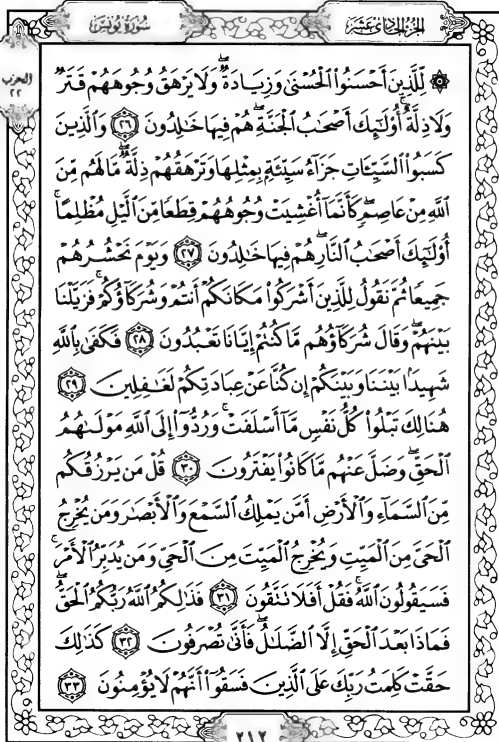 الجزء الحادي عشر
سورة يونس
الحزب
٢٢
۞ لِّلَّذِينَ أَحْسَنُوا۟ ٱلْحُسْنَىٰ وَزِيَادَةٌ ۖ وَلَا يَرْهَقُ وُجُوهَهُمْ قَتَرٌ
وَلَا ذِلَّةٌ ۚ أُو۟لَٰٓئِكَ أَصْحَٰبُ ٱلْجَنَّةِ ۖ هُمْ فِيهَا خَٰلِدُونَ ٢٦ وَٱلَّذِينَ
كَسَبُوا۟ ٱلسَّيِّـَٔاتِ جَزَآءُ سَيِّئَةٍۭ بِمِثْلِهَا وَتَرْهَقُهُمْ ذِلَّةٌ ۖ مَّا لَهُم مِّنَ
ٱللَّهِ مِنْ عَاصِمٍ ۖ كَأَنَّمَآ أُغْشِيَتْ وُجُوهُهُمْ قِطَعًا مِّنَ ٱلَّيْلِ مُظْلِمًا ۚ
أُو۟لَٰٓئِكَ أَصْحَٰبُ ٱلنَّارِ ۖ هُمْ فِيهَا خَٰلِدُونَ ٢٧ وَيَوْمَ نَحْشُرُهُمْ
جَمِيعًا ثُمَّ نَقُولُ لِلَّذِينَ أَشْرَكُوا۟ مَكَانَكُمْ أَنتُمْ وَشُرَكَآؤُكُمْ ۚ فَزَيَّلْنَا
بَيْنَهُمْ ۖ وَقَالَ شُرَكَآؤُهُم مَّا كُنتُمْ إِيَّانَا تَعْبُدُونَ ٢٨ فَكَفَىٰ بِٱللَّهِ
شَهِيدًۢا بَيْنَنَا وَبَيْنَكُمْ إِن كُنَّا عَنْ عِبَادَتِكُمْ لَغَٰفِلِينَ ٢٩
هُنَالِكَ تَبْلُوا۟ كُلُّ نَفْسٍ مَّآ أَسْلَفَتْ ۚ وَرُدُّوٓا۟ إِلَى ٱللَّهِ مَوْلَىٰهُمُ
ٱلْحَقِّ ۖ وَضَلَّ عَنْهُم مَّا كَانُوا۟ يَفْتَرُونَ ٣٠ قُلْ مَن يَرْزُقُكُم
مِّنَ ٱلسَّمَآءِ وَٱلْأَرْضِ أَمَّن يَمْلِكُ ٱلسَّمْعَ وَٱلْأَبْصَٰرَ وَمَن يُخْرِجُ
ٱلْحَىَّ مِنَ ٱلْمَيِّتِ وَيُخْرِجُ ٱلْمَيِّتَ مِنَ ٱلْحَىِّ وَمَن يُدَبِّرُ ٱلْأَمْرَ ۚ
فَسَيَقُولُونَ ٱللَّهُ ۚ فَقُلْ أَفَلَا تَتَّقُونَ ٣١ فَذَٰلِكُمُ ٱللَّهُ رَبُّكُمُ ٱلْحَقُّ ۖ
فَمَاذَا بَعْدَ ٱلْحَقِّ إِلَّا ٱلضَّلَٰلُ ۖ فَأَنَّىٰ تُصْرَفُونَ ٣٢ كَذَٰلِكَ
حَقَّتْ كَلِمَتُ رَبِّكَ عَلَى ٱلَّذِينَ فَسَقُوٓا۟ أَنَّهُمْ لَا يُؤْمِنُونَ ٣٣
٢١٢